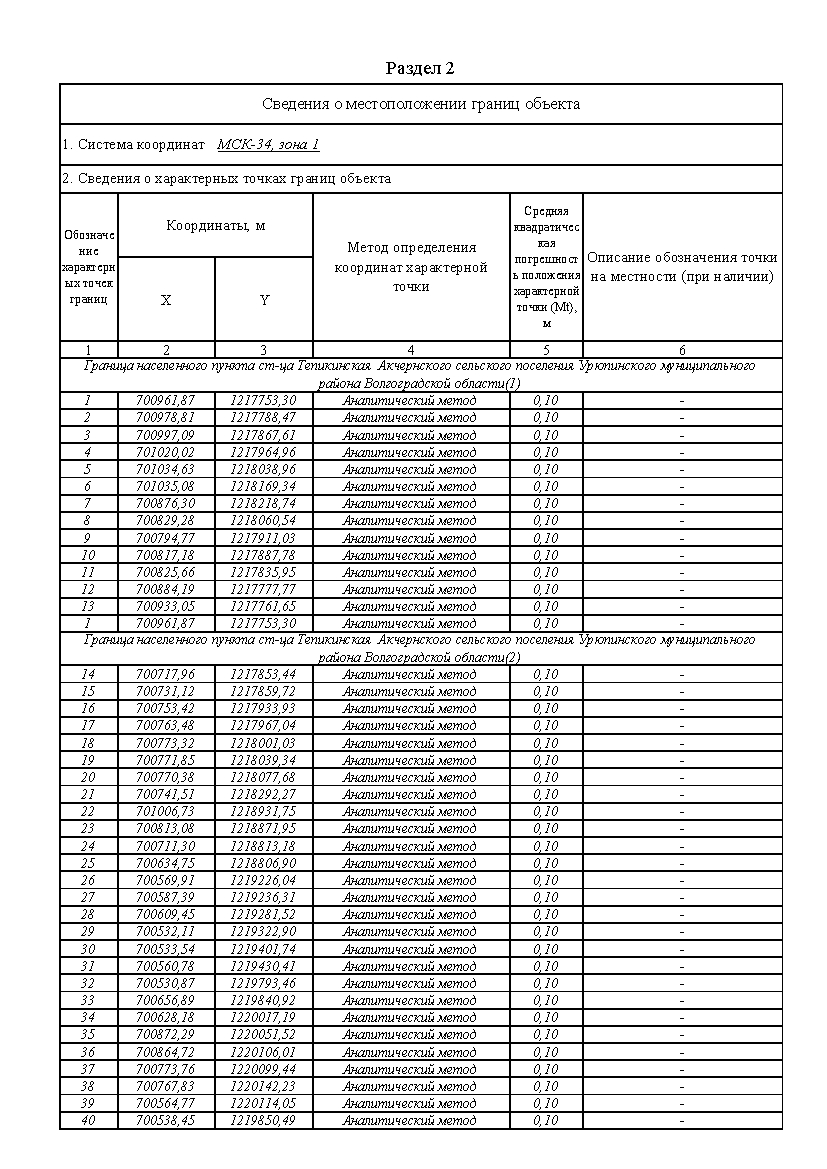 Раздел 2
Сведения о местоположении границ объекта
1. Система координат МСК-34, зона 1
2. Сведения о характерных точках границ объекта
Обозначе
ние
характерн
ых точек
границ
Координаты, м
X
Y
Метод определения
координат характерной
точки
Средняя
квадратичес
кая
погрешност
ь положения
характерной
точки (Mt),
м
Описание обозначения точки
на местности (при наличии)
1 2 3 4 5 6
Граница населенного пункта ст-ца Тепикинская Акчернского сельского поселения Урюпинского муниципального
района Волгоградской области(1)
1 700961,87 1217753,30 Аналитический метод 0,10 -
2 700978,81 1217788,47 Аналитический метод 0,10 -
3 700997,09 1217867,61 Аналитический метод 0,10 -
4 701020,02 1217964,96 Аналитический метод 0,10 -
5 701034,63 1218038,96 Аналитический метод 0,10 -
6 701035,08 1218169,34 Аналитический метод 0,10 -
7 700876,30 1218218,74 Аналитический метод 0,10 -
8 700829,28 1218060,54 Аналитический метод 0,10 -
9 700794,77 1217911,03 Аналитический метод 0,10 -
10 700817,18 1217887,78 Аналитический метод 0,10 -
11 700825,66 1217835,95 Аналитический метод 0,10 -
12 700884,19 1217777,77 Аналитический метод 0,10 -
13 700933,05 1217761,65 Аналитический метод 0,10 -
1 700961,87 1217753,30 Аналитический метод 0,10 -
Граница населенного пункта ст-ца Тепикинская Акчернского сельского поселения Урюпинского муниципального
района Волгоградской области(2)
14 700717,96 1217853,44 Аналитический метод 0,10 -
15 700731,12 1217859,72 Аналитический метод 0,10 -
16 700753,42 1217933,93 Аналитический метод 0,10 -
17 700763,48 1217967,04 Аналитический метод 0,10 -
18 700773,32 1218001,03 Аналитический метод 0,10 -
19 700771,85 1218039,34 Аналитический метод 0,10 -
20 700770,38 1218077,68 Аналитический метод 0,10 -
21 700741,51 1218292,27 Аналитический метод 0,10 -
22 701006,73 1218931,75 Аналитический метод 0,10 -
23 700813,08 1218871,95 Аналитический метод 0,10 -
24 700711,30 1218813,18 Аналитический метод 0,10 -
25 700634,75 1218806,90 Аналитический метод 0,10 -
26 700569,91 1219226,04 Аналитический метод 0,10 -
27 700587,39 1219236,31 Аналитический метод 0,10 -
28 700609,45 1219281,52 Аналитический метод 0,10 -
29 700532,11 1219322,90 Аналитический метод 0,10 -
30 700533,54 1219401,74 Аналитический метод 0,10 -
31 700560,78 1219430,41 Аналитический метод 0,10 -
32 700530,87 1219793,46 Аналитический метод 0,10 -
33 700656,89 1219840,92 Аналитический метод 0,10 -
34 700628,18 1220017,19 Аналитический метод 0,10 -
35 700872,29 1220051,52 Аналитический метод 0,10 -
36 700864,72 1220106,01 Аналитический метод 0,10 -
37 700773,76 1220099,44 Аналитический метод 0,10 -
38 700767,83 1220142,23 Аналитический метод 0,10 -
39 700564,77 1220114,05 Аналитический метод 0,10 -
40 700538,45 1219850,49 Аналитический метод 0,10 -